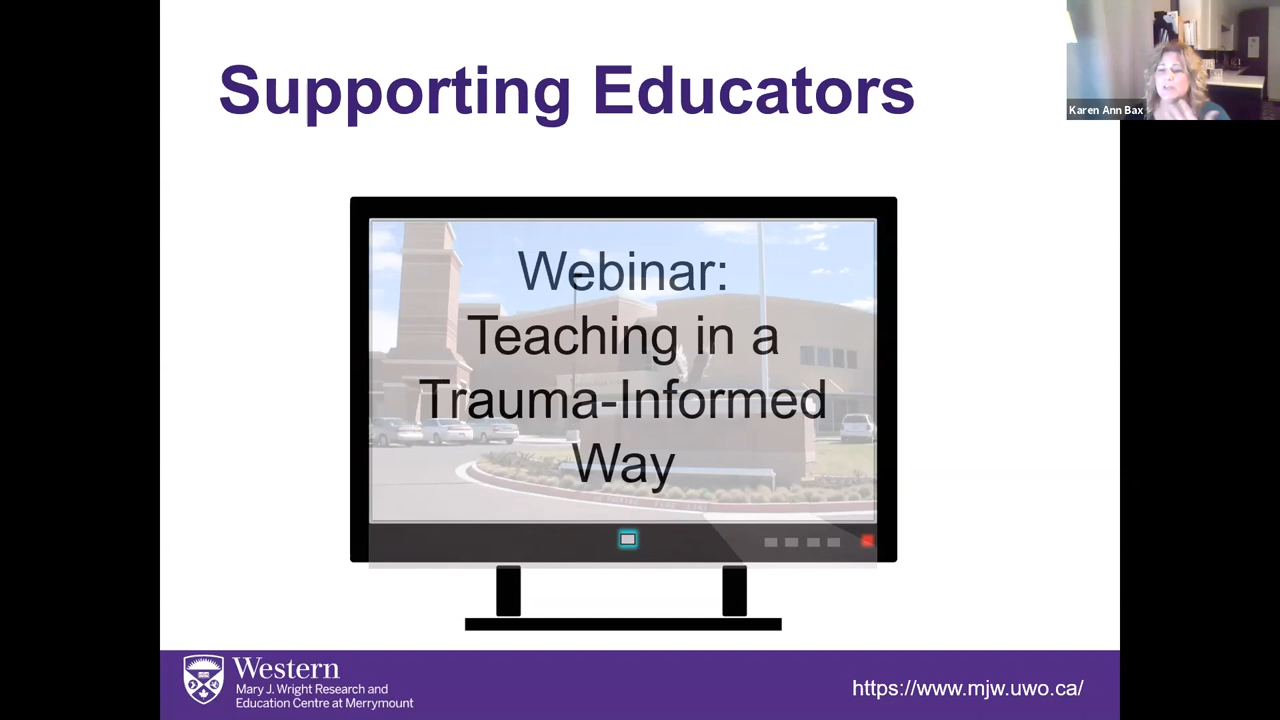 Supporting Educators
Karen Ann Bax
Webinar:
Teaching in a
Trauma-Informed
Way
Western
Mary J. Wright Research and
Education Centre at Merrymount
https://www.mjw.uwo.ca/